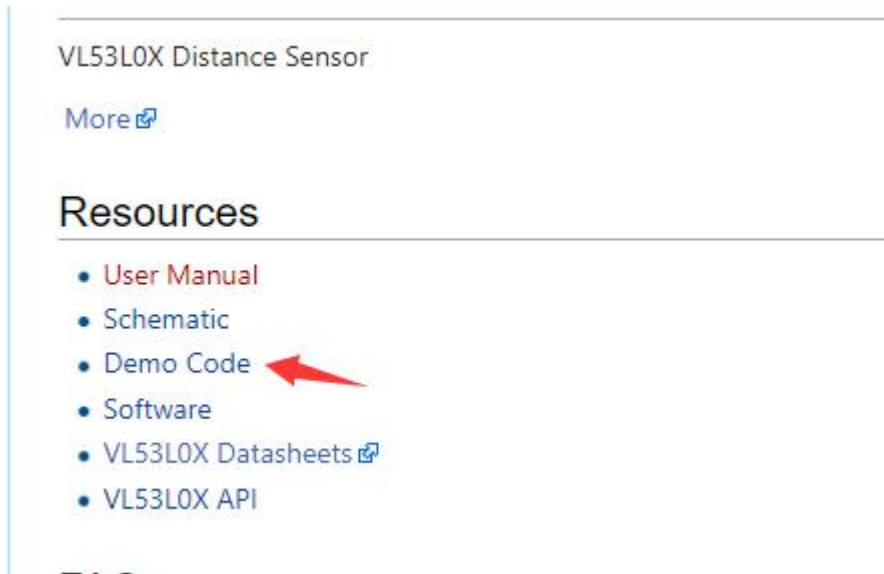 VL53L0X Distance Sensor
More
Resources
User Manual
Schematic
Demo Code
Software
VL53L0X Datasheets
VL53L0X API